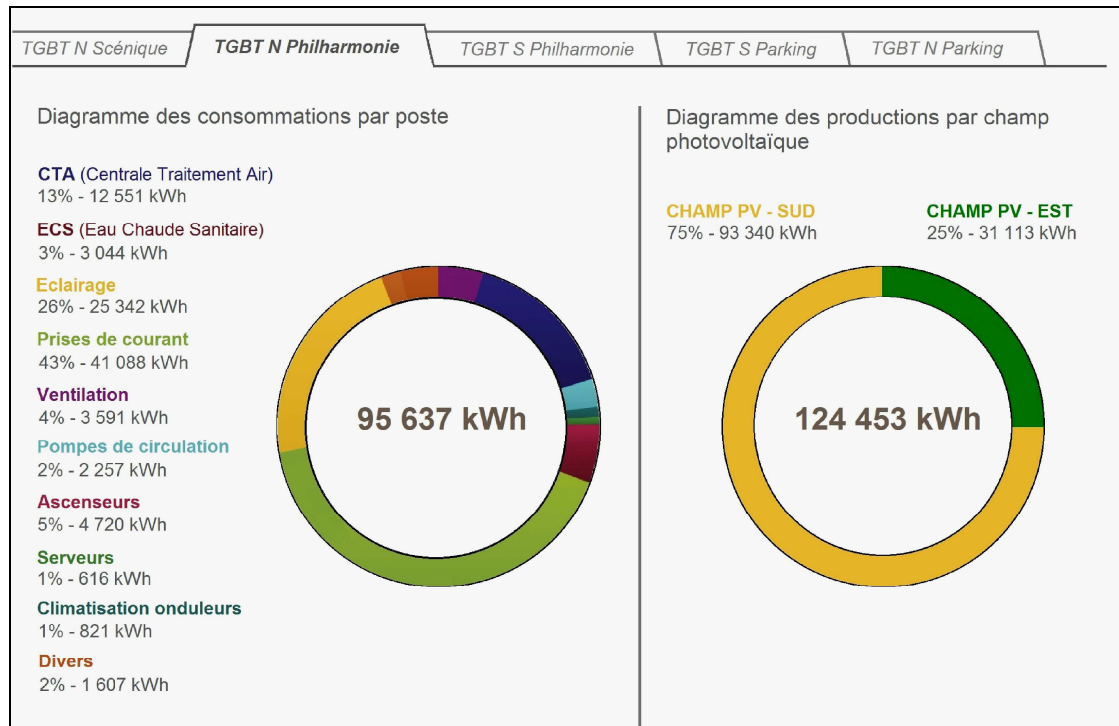 TGBT N Scénique
TGBT N Philharmonie
TGBT S Philharmonie
TGBT S Parking
TGBT N Parking
Diagramme des consommations par poste
CTA (Centrale Traitement Air)
13% - 12 551 kWh
ECS (Eau Chaude Sanitaire)
3% - 3 044 kWh
Eclairage
26% - 25 342 kWh
Prises de courant
43% - 41 088 kWh
Ventilation
4% - 3 591 kWh
Pompes de circulation
2% - 2 257 kWh
Ascenseurs
5% - 4 720 kWh
Serveurs
1% - 616 kWh
Climatisation onduleurs
1% - 821 kWh
Divers
2% - 1 607 kWh
95 637 kWh
Diagramme des productions par champ
photovoltaïque
CHAMP PV - SUD
75% - 93 340 kWh
CHAMP PV - EST
25% - 31 113 kWh
124 453 kWh